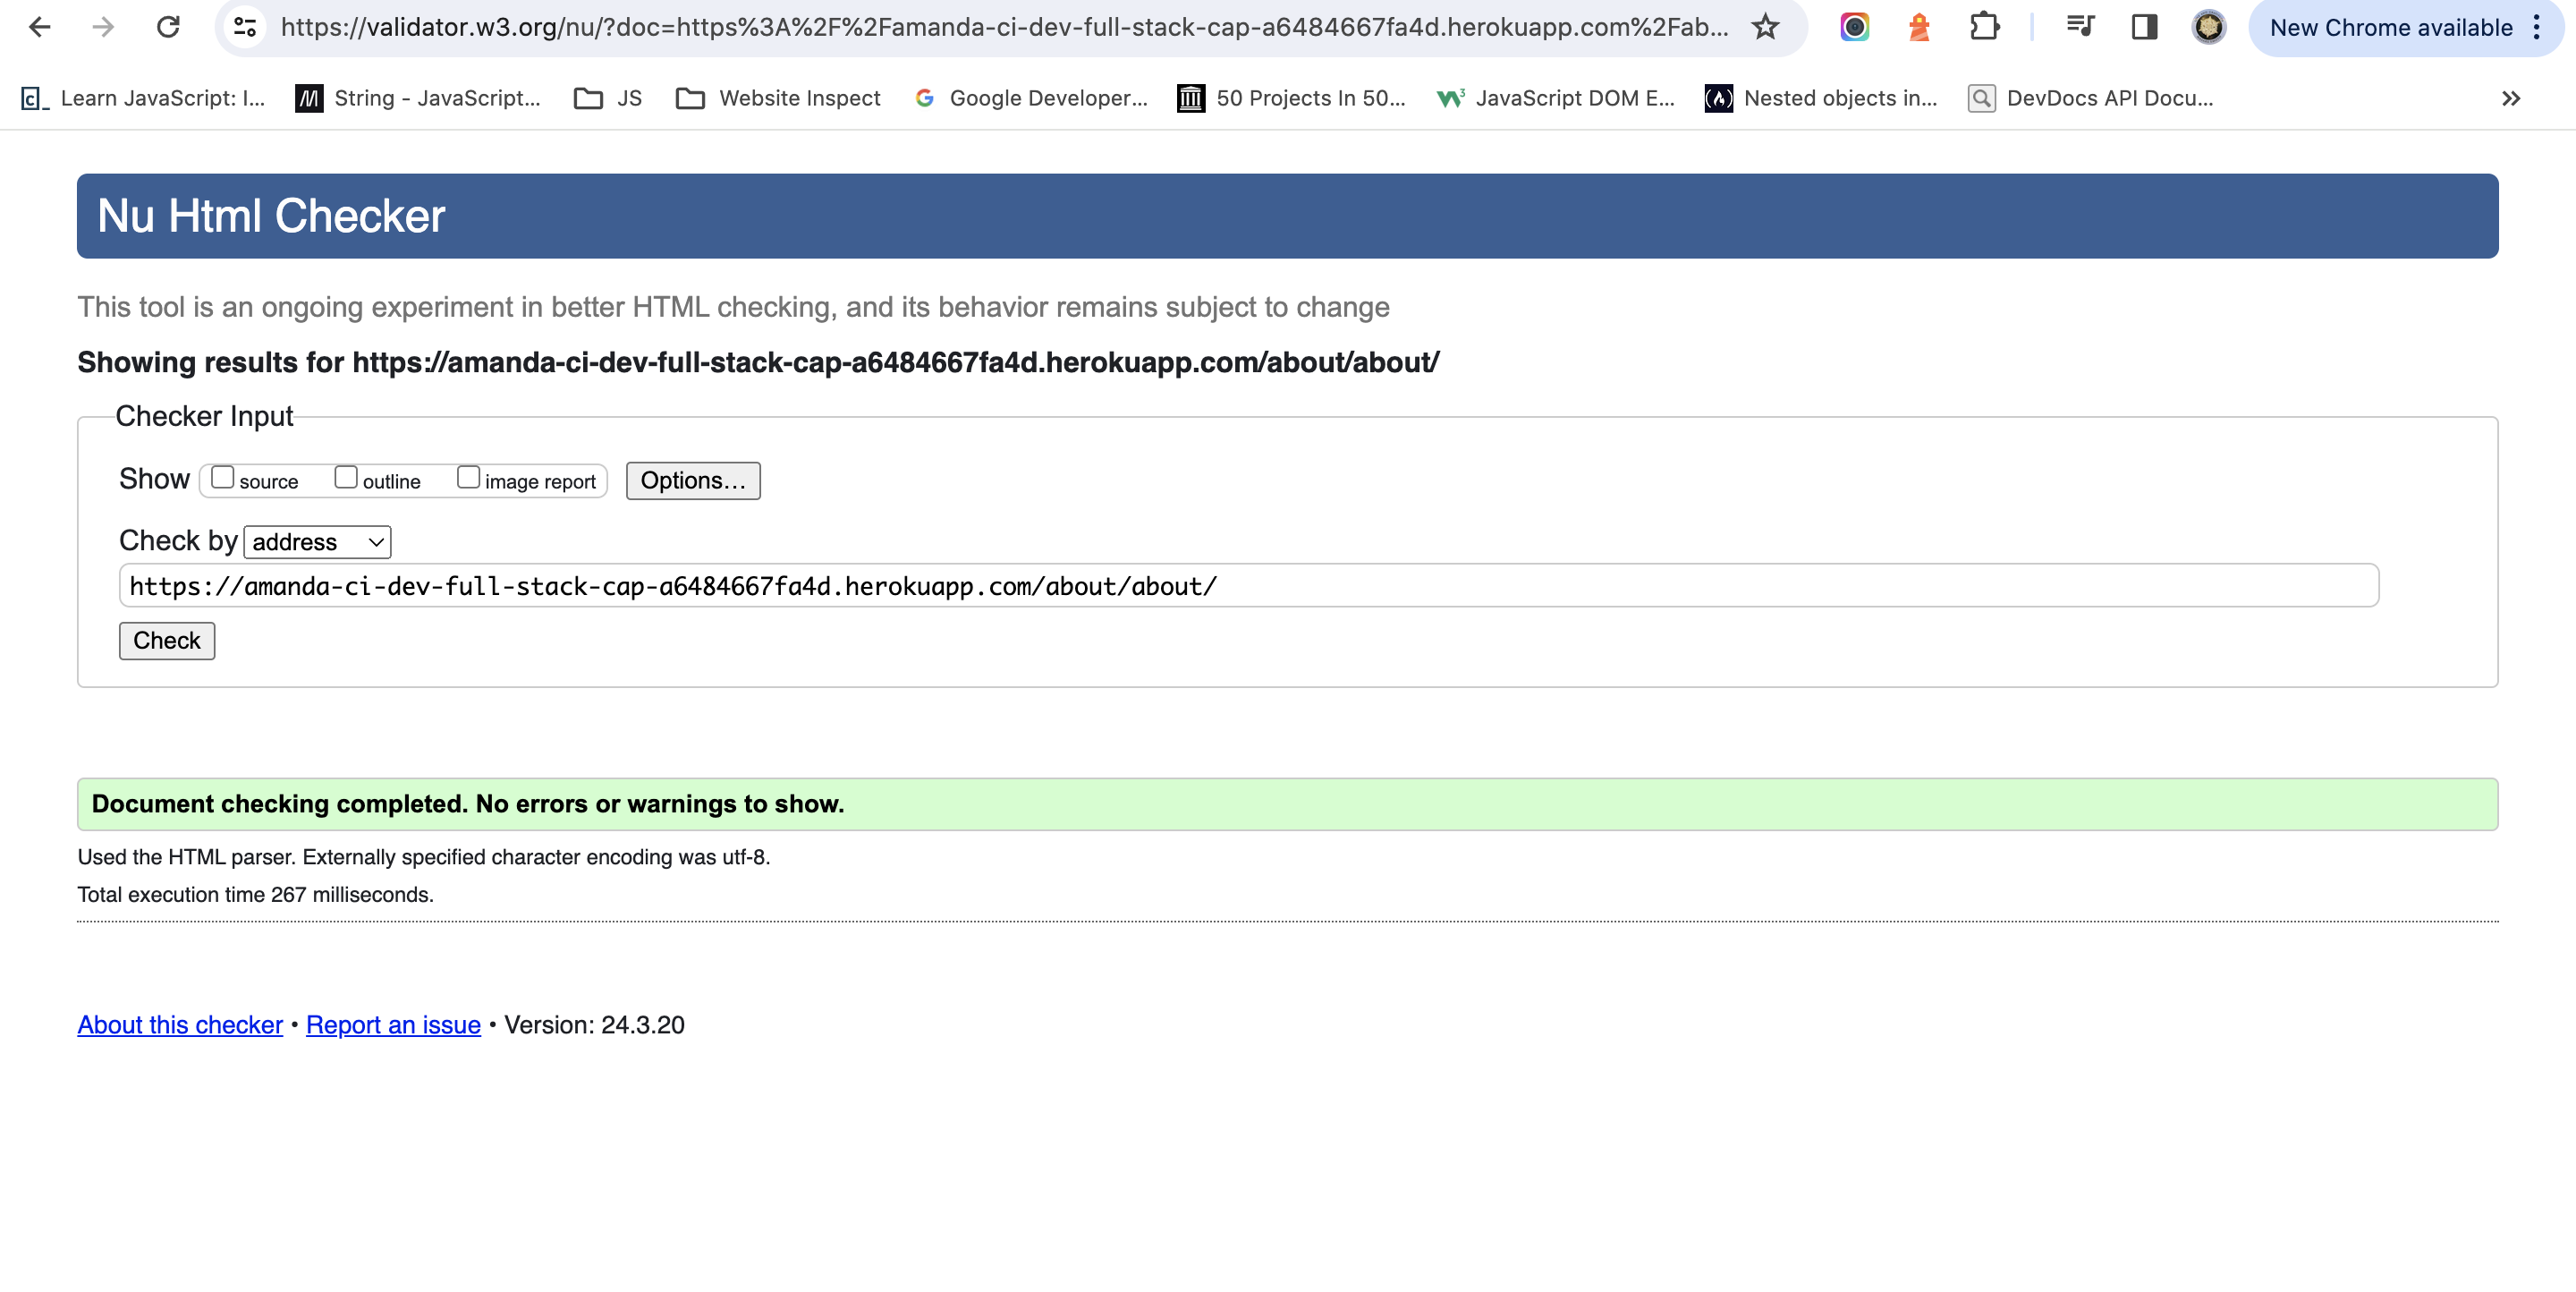 https://validator.w3.org/nu/?doc=https%3A%2F%2Famanda-ci-dev-full-stack-cap-a6484667fa4d.herokuapp.com%2Fab...
New Chrome available
Learn JavaScript: I...
String - JavaScript...
JS
Website Inspect
Google Developer...
50 Projects In 50...
JavaScript DOM E...
Nested objects in...
DevDocs API Docu...
Nu Html Checker
This tool is an ongoing experiment in better HTML checking, and its behavior remains subject to change
Showing results for https://amanda-ci-dev-full-stack-cap-a6484667fa4d.herokuapp.com/about/about/
Checker Input
Show source outline image report Options...
Check by address
https://amanda-ci-dev-full-stack-cap-a6484667fa4d.herokuapp.com/about/about/
Check
Document checking completed. No errors or warnings to show.
Used the HTML parser. Externally specified character encoding was utf-8.
Total execution time 267 milliseconds.
About this checker • Report an issue • Version: 24.3.20